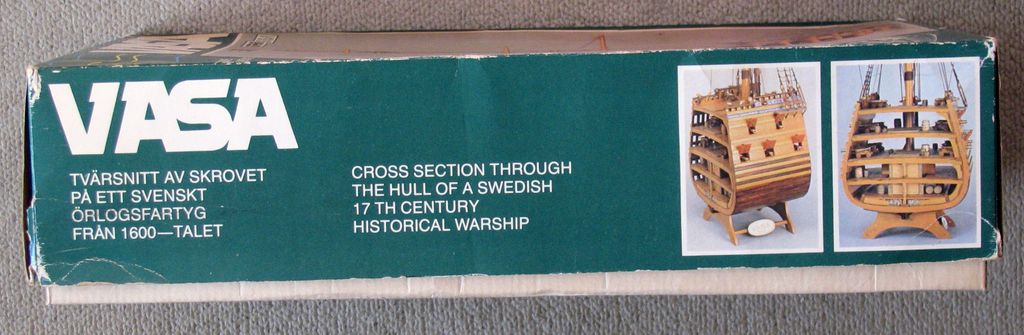 VASA
TVÄRSNITT AV SKROVET
PÅ ETT SVENSKT
ÖRLOGSFARTYG
FRÅN 1600—TALET
CROSS SECTION THROUGH
THE HULL OF A SWEDISH
17 TH CENTURY
HISTORICAL WARSHIP